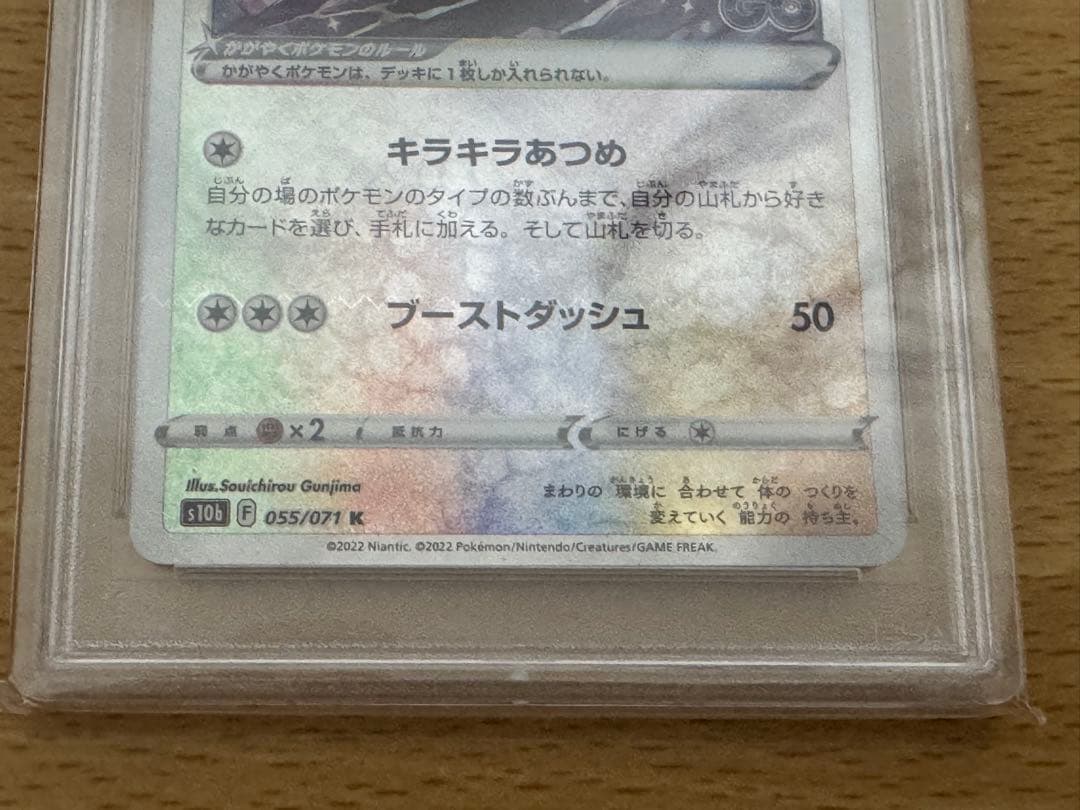 GO
かがやくポケモンのルール
かがやくポケモンは、デッキに1枚しか入れられない。
キラキラあつめ
自分の場のポケモンのタイプの数ぶんまで、自分の山札から好き
なカードを選び、手札に加える。そして山札を切る。
ブーストダッシュ 50
弱点 ×2 抵抗力 にげる
Illus.Souichirou Gunjima
まわりの 環境に 合わせて 体の つくりを
変えていく 能力の 持ち主。
s10b F 055/071 K
©2022 Niantic. ©2022 Pokémon/Nintendo/Creatures/GAME FREAK.